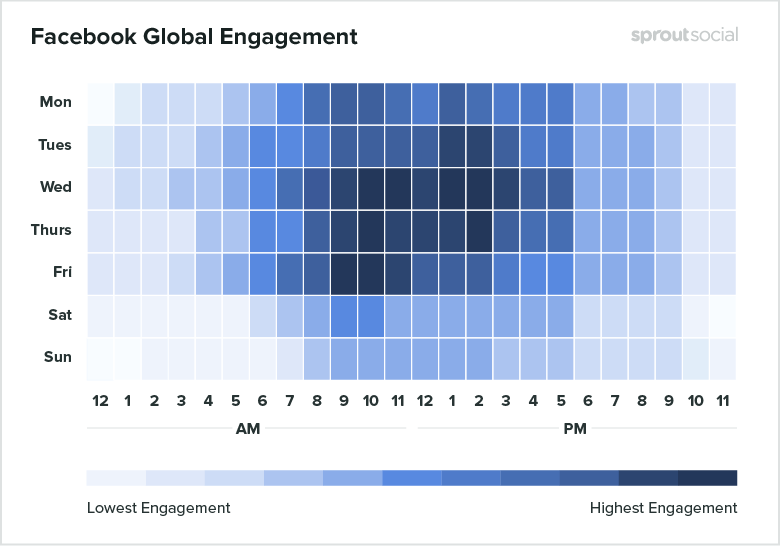 Facebook Global Engagement
sproutsocial
Mon
Tues
Wed
Thurs
Fri
Sat
Sun
12 1 2 3 4 5 6 7 8 9 10 11 12 1 2 3 4 5 6 7 8 9 10 11
AM PM
Lowest Engagement Highest Engagement